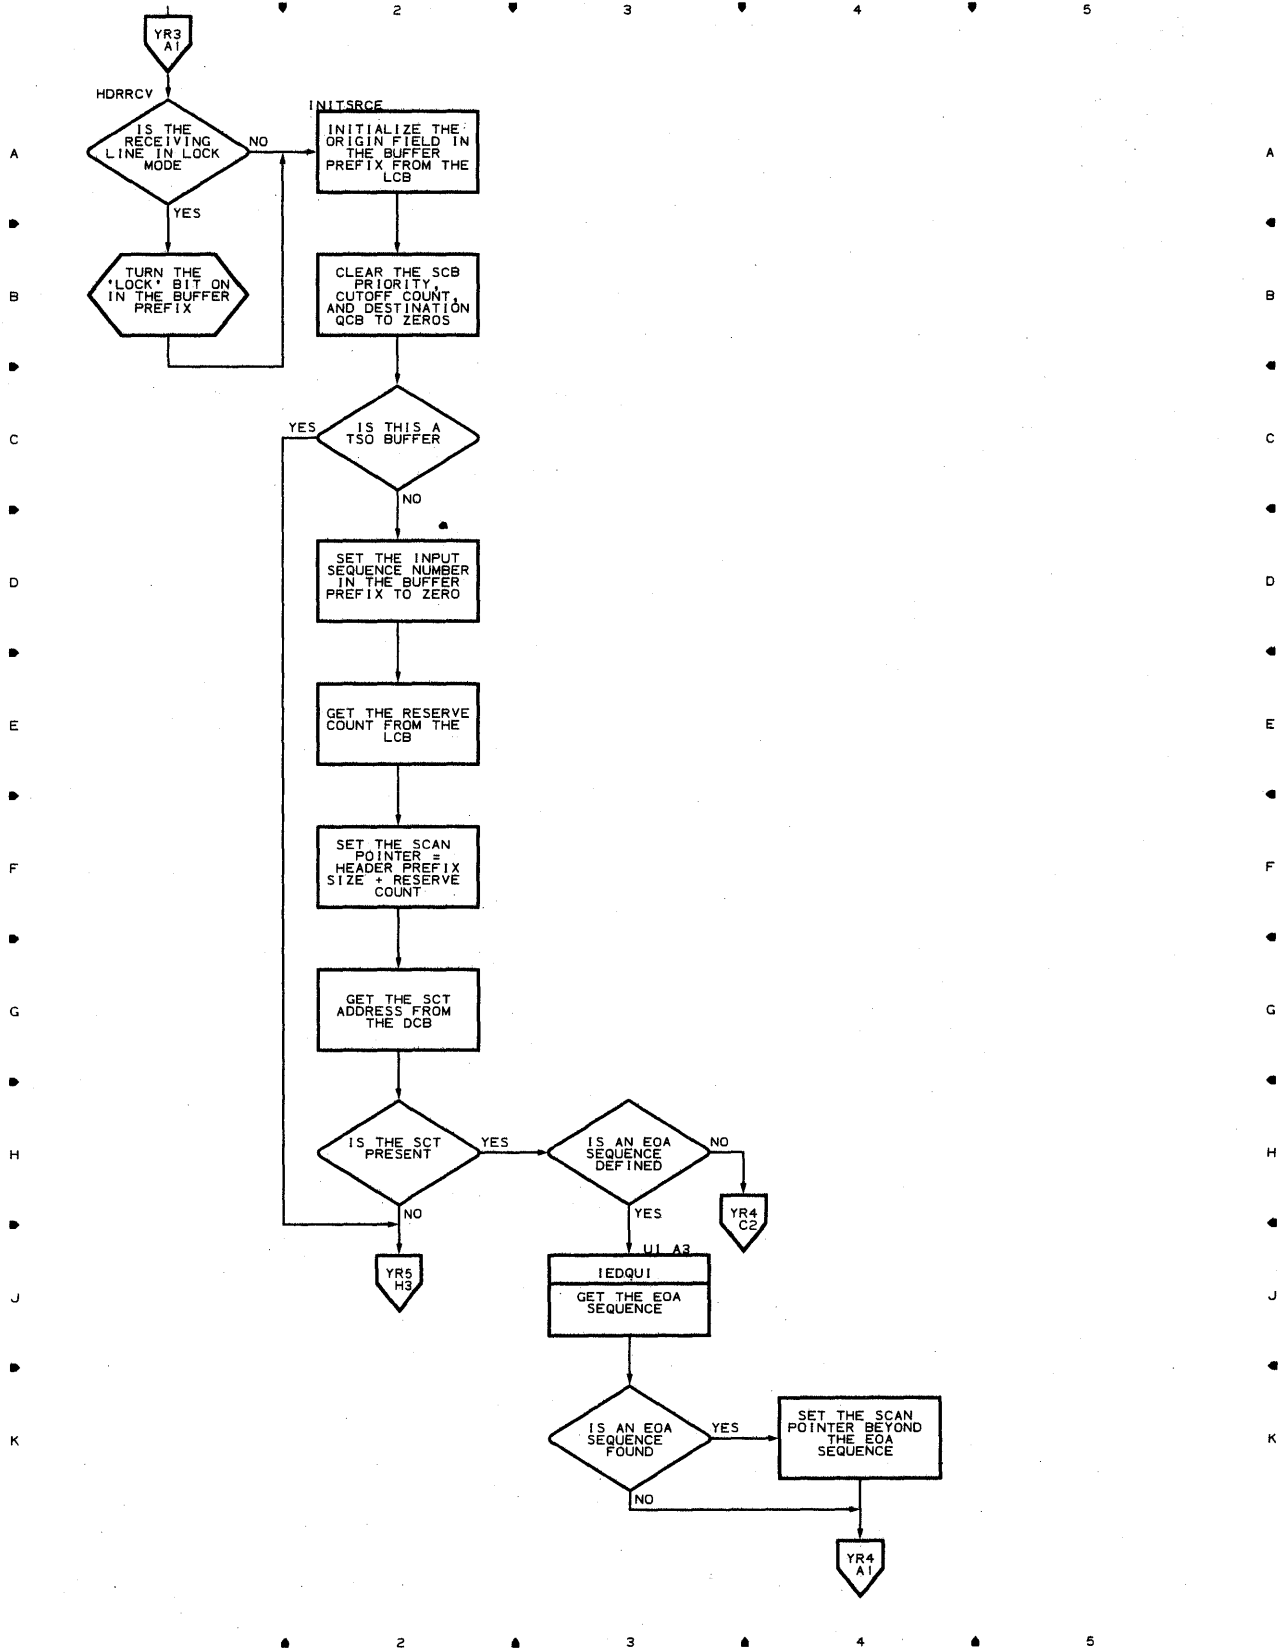 2 3 4 5
YR3
A1
HDRRCV
INITSRCE
IS THE
RECEIVING
LINE IN LOCK
MODE
NO
INITIALIZE THE
ORIGIN FIELD IN
THE BUFFER
PREFIX FROM THE
LCB
A A
YES
TURN THE
'LOCK' BIT ON
IN THE BUFFER
PREFIX
CLEAR THE SCB
PRIORITY,
CUTOFF COUNT,
AND DESTINATION
QCB TO ZEROS
B B
YES
IS THIS A
TSO BUFFER
C C
NO
SET THE INPUT
SEQUENCE NUMBER
IN THE BUFFER
PREFIX TO ZERO
D D
GET THE RESERVE
COUNT FROM THE
LCB
E E
SET THE SCAN
POINTER =
HEADER PREFIX
SIZE + RESERVE
COUNT
F F
GET THE SCT
ADDRESS FROM
THE DCB
G G
IS THE SCT
PRESENT
YES
IS AN EOA
SEQUENCE
DEFINED
NO
H H
NO
YES
YR4
C2
U1 A3
YR5
H3
IEDQUI
GET THE EOA
SEQUENCE
J J
IS AN EOA
SEQUENCE
FOUND
YES
SET THE SCAN
POINTER BEYOND
THE EOA
SEQUENCE
K K
NO
YR4
A1
2 3 4 5